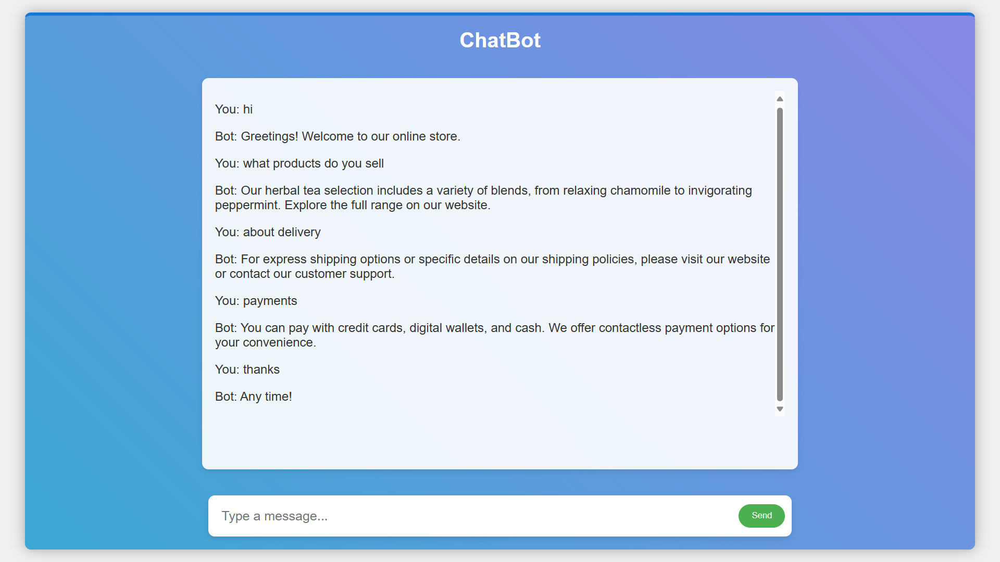 ChatBot
You: hi
Bot: Greetings! Welcome to our online store.
You: what products do you sell
Bot: Our herbal tea selection includes a variety of blends, from relaxing chamomile to invigorating
peppermint. Explore the full range on our website.
You: about delivery
Bot: For express shipping options or specific details on our shipping policies, please visit our website
or contact our customer support.
You: payments
Bot: You can pay with credit cards, digital wallets, and cash. We offer contactless payment options for
your convenience.
You: thanks
Bot: Any time!
Type a message...
Send